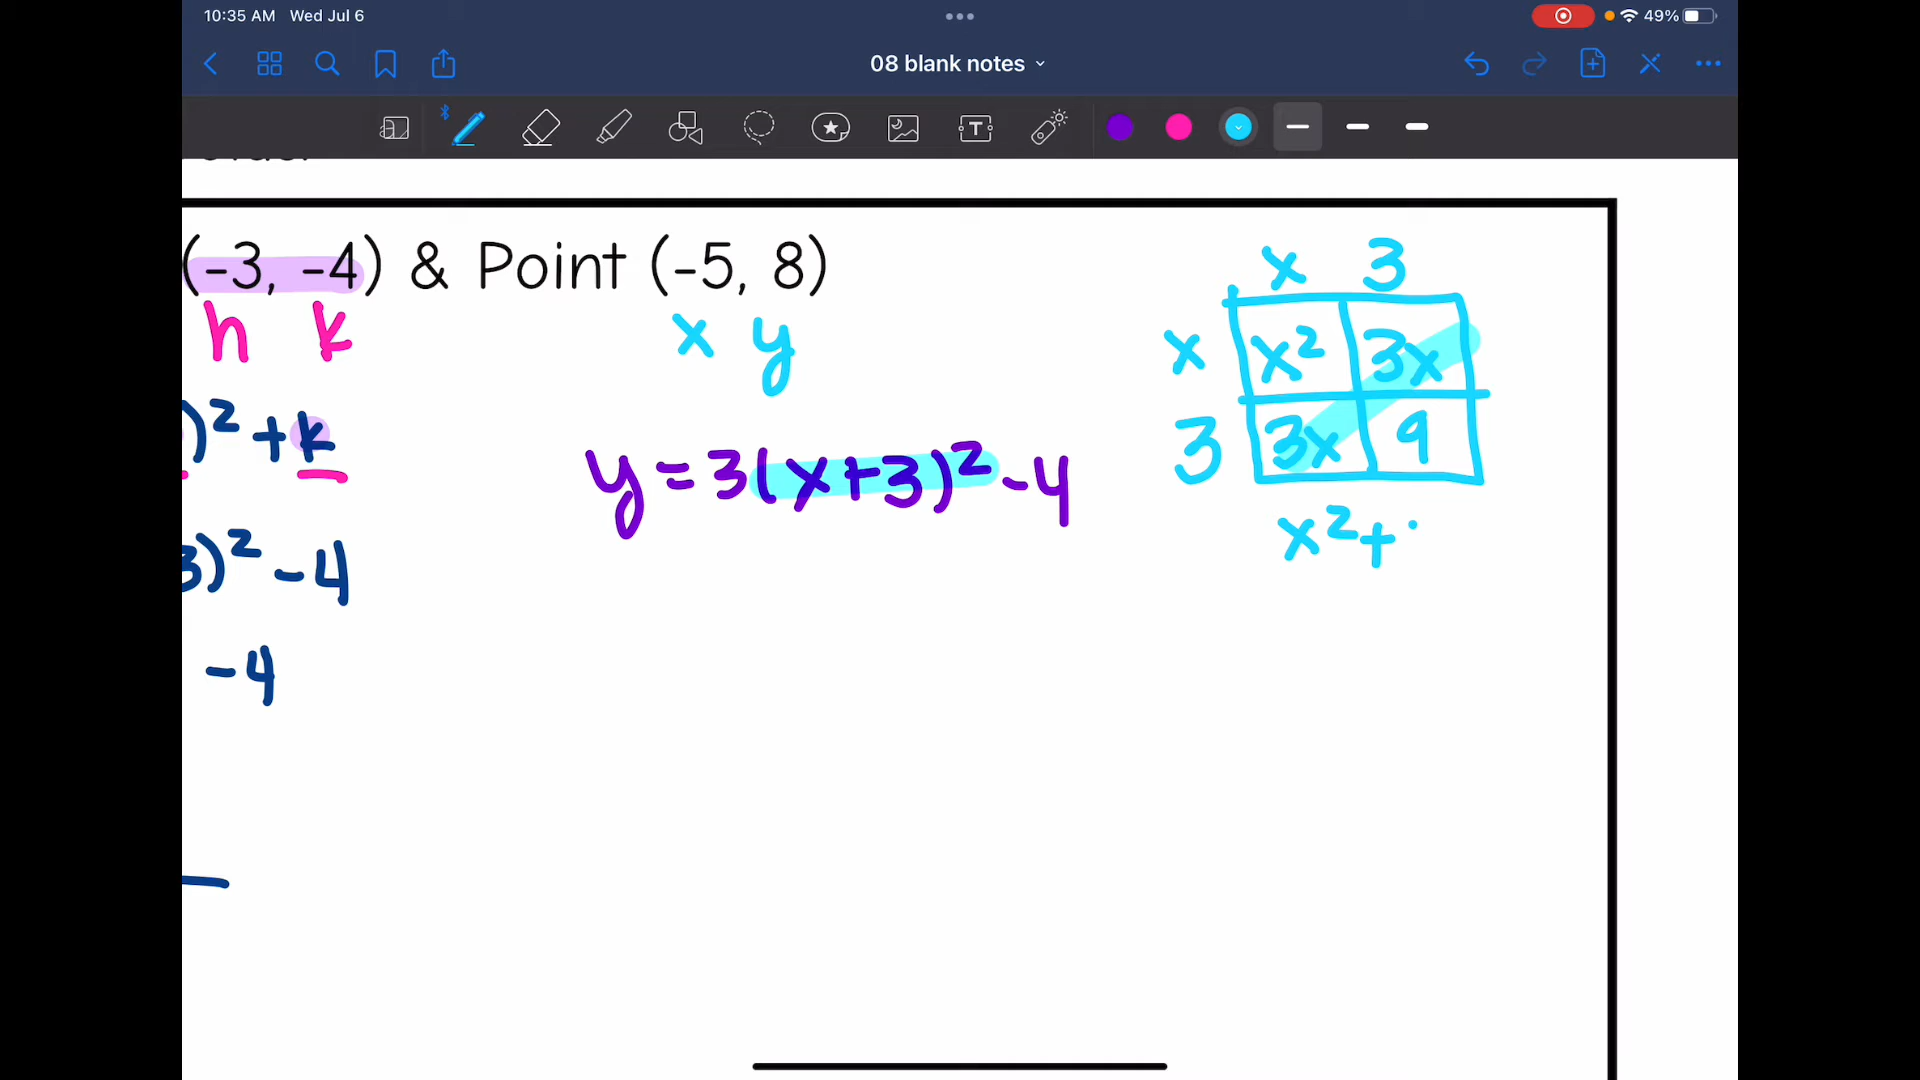 10:35 AM Wed Jul 6
49%
08 blank notes
(-3, -4) & Point (-5, 8)
h k
x y
)² + k
3)² - 4
- 4
y = 3(x+3)² - 4
x 3
x x² 3x
3 3x 9
x² +